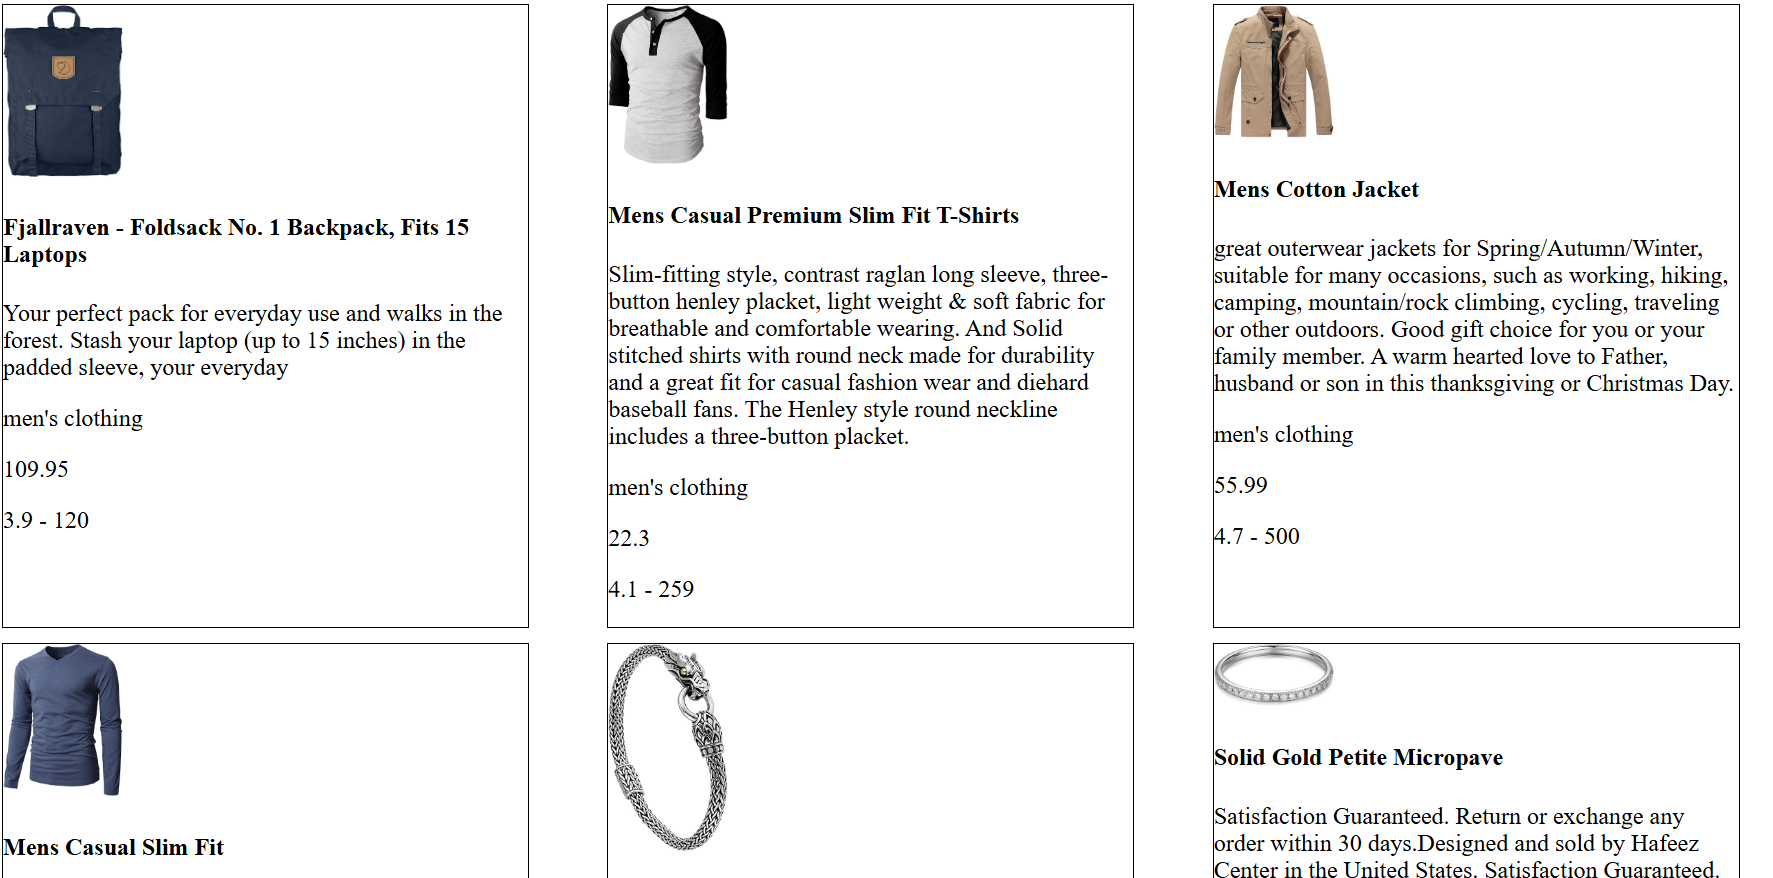 Fjallraven - Foldsack No. 1 Backpack, Fits 15
Laptops
Your perfect pack for everyday use and walks in the
forest. Stash your laptop (up to 15 inches) in the
padded sleeve, your everyday
men's clothing
109.95
3.9 - 120
Mens Casual Premium Slim Fit T-Shirts
Slim-fitting style, contrast raglan long sleeve, three-
button henley placket, light weight & soft fabric for
breathable and comfortable wearing. And Solid
stitched shirts with round neck made for durability
and a great fit for casual fashion wear and diehard
baseball fans. The Henley style round neckline
includes a three-button placket.
men's clothing
22.3
4.1 - 259
Mens Cotton Jacket
great outerwear jackets for Spring/Autumn/Winter,
suitable for many occasions, such as working, hiking,
camping, mountain/rock climbing, cycling, traveling
or other outdoors. Good gift choice for you or your
family member. A warm hearted love to Father,
husband or son in this thanksgiving or Christmas Day.
men's clothing
55.99
4.7 - 500
Mens Casual Slim Fit
Solid Gold Petite Micropave
Satisfaction Guaranteed. Return or exchange any
order within 30 days.Designed and sold by Hafeez
Center in the United States. Satisfaction Guaranteed.